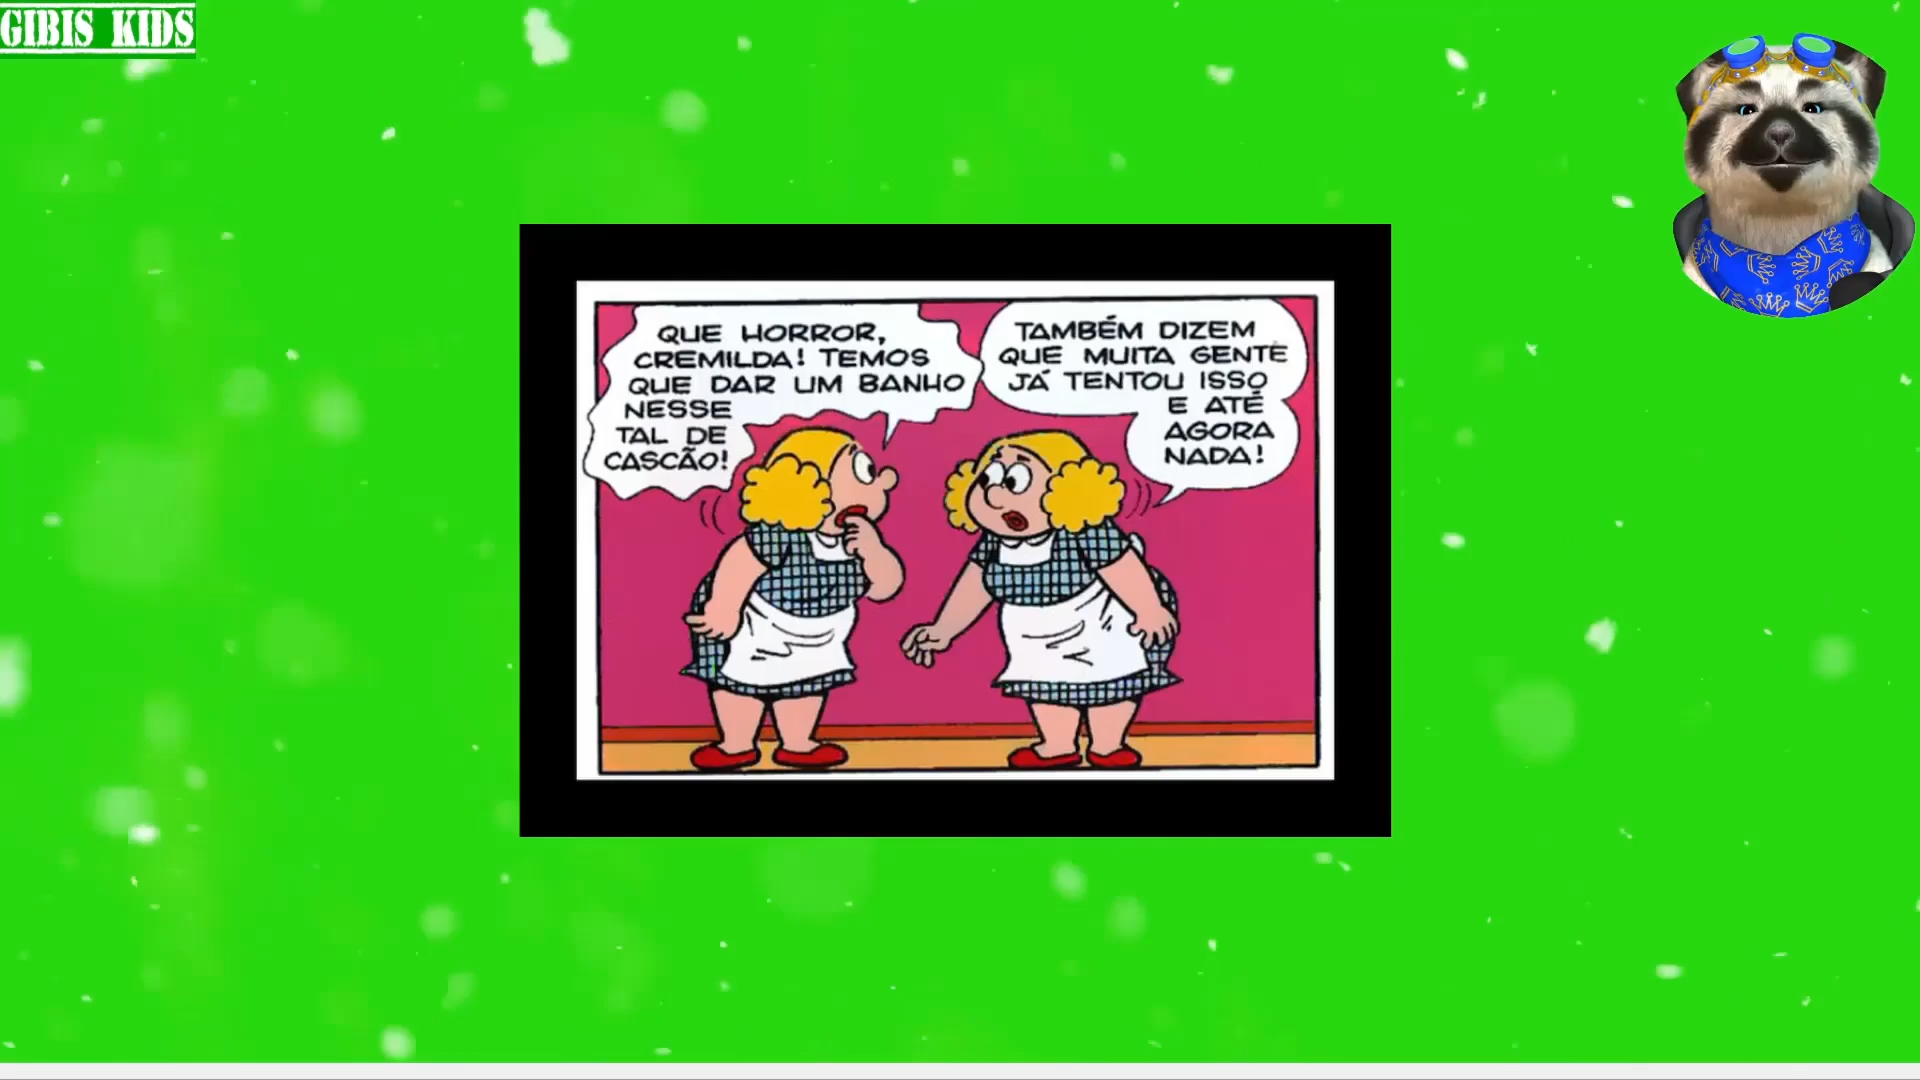 GIBIS KIDS
QUE HORROR,
CREMILDA! TEMOS
QUE DAR UM BANHO
NESSE
TAL DE
CASCÃO!
TAMBÉM DIZEM
QUE MUITA GENTE
JÁ TENTOU ISSO
E ATÉ
AGORA
NADA!